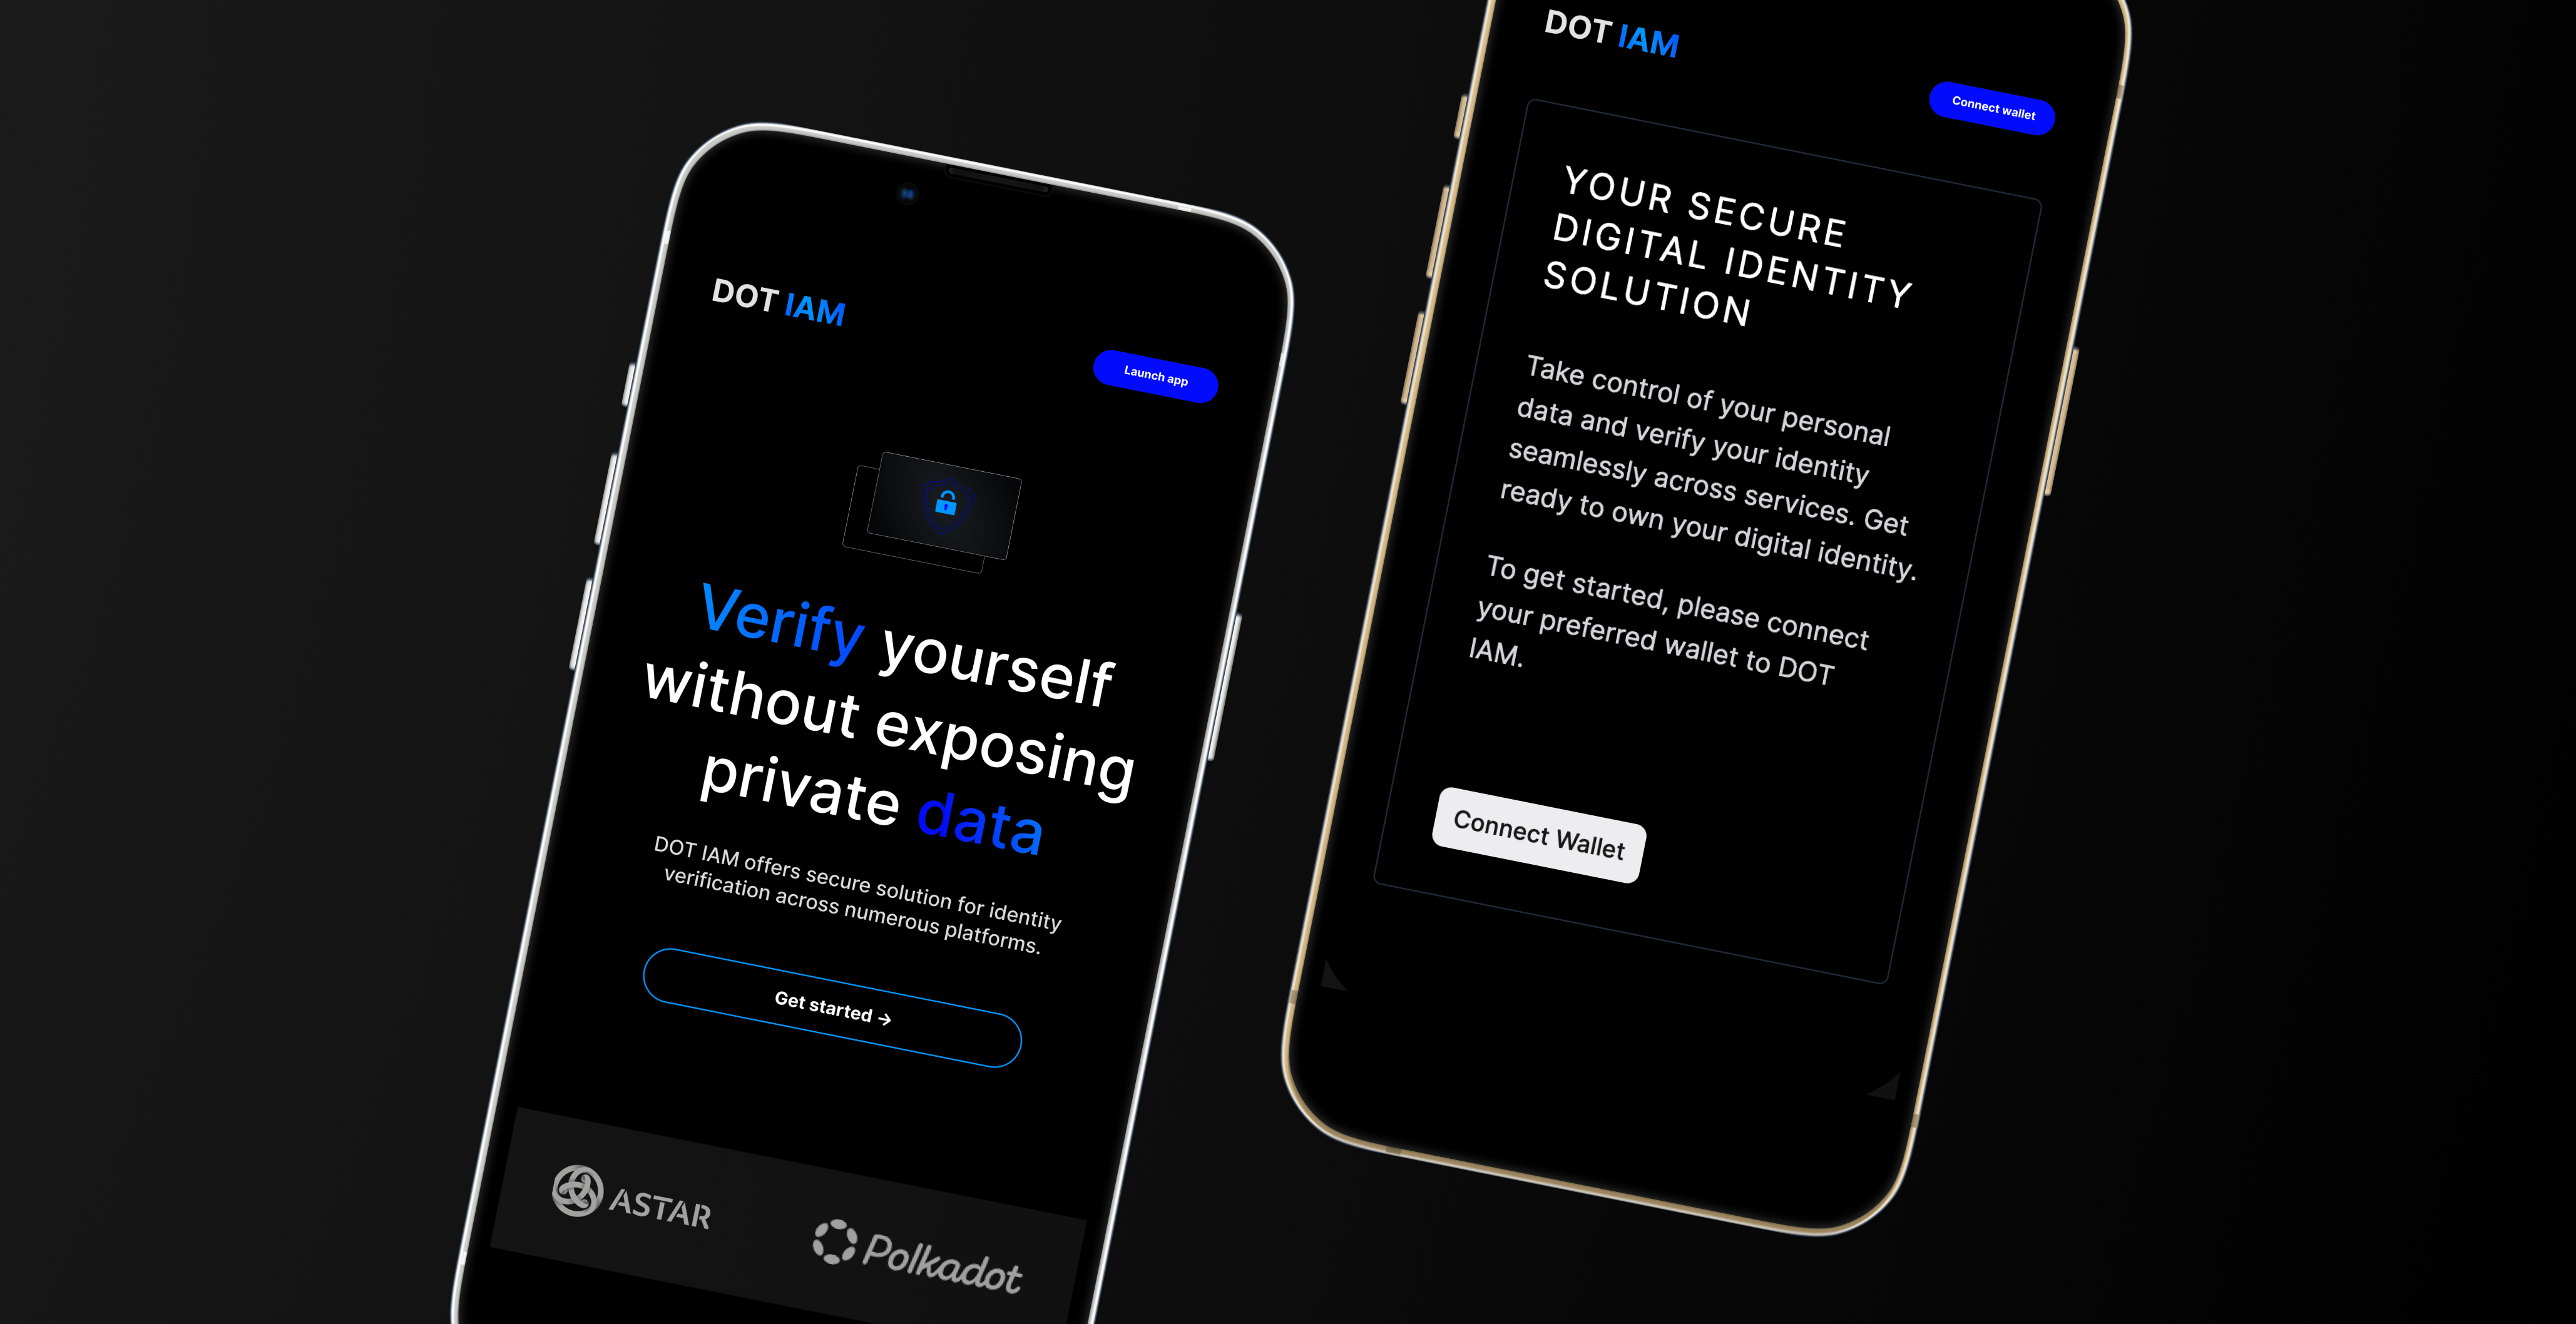 DOT IAM
Launch app
Verify yourself
without exposing
private data
DOT IAM offers secure solution for identity
verification across numerous platforms.
Get started →
ASTAR
Polkadot
DOT IAM
Connect wallet
YOUR SECURE
DIGITAL IDENTITY
SOLUTION
Take control of your personal
data and verify your identity
seamlessly across services. Get
ready to own your digital identity.
To get started, please connect
your preferred wallet to DOT
IAM.
Connect Wallet